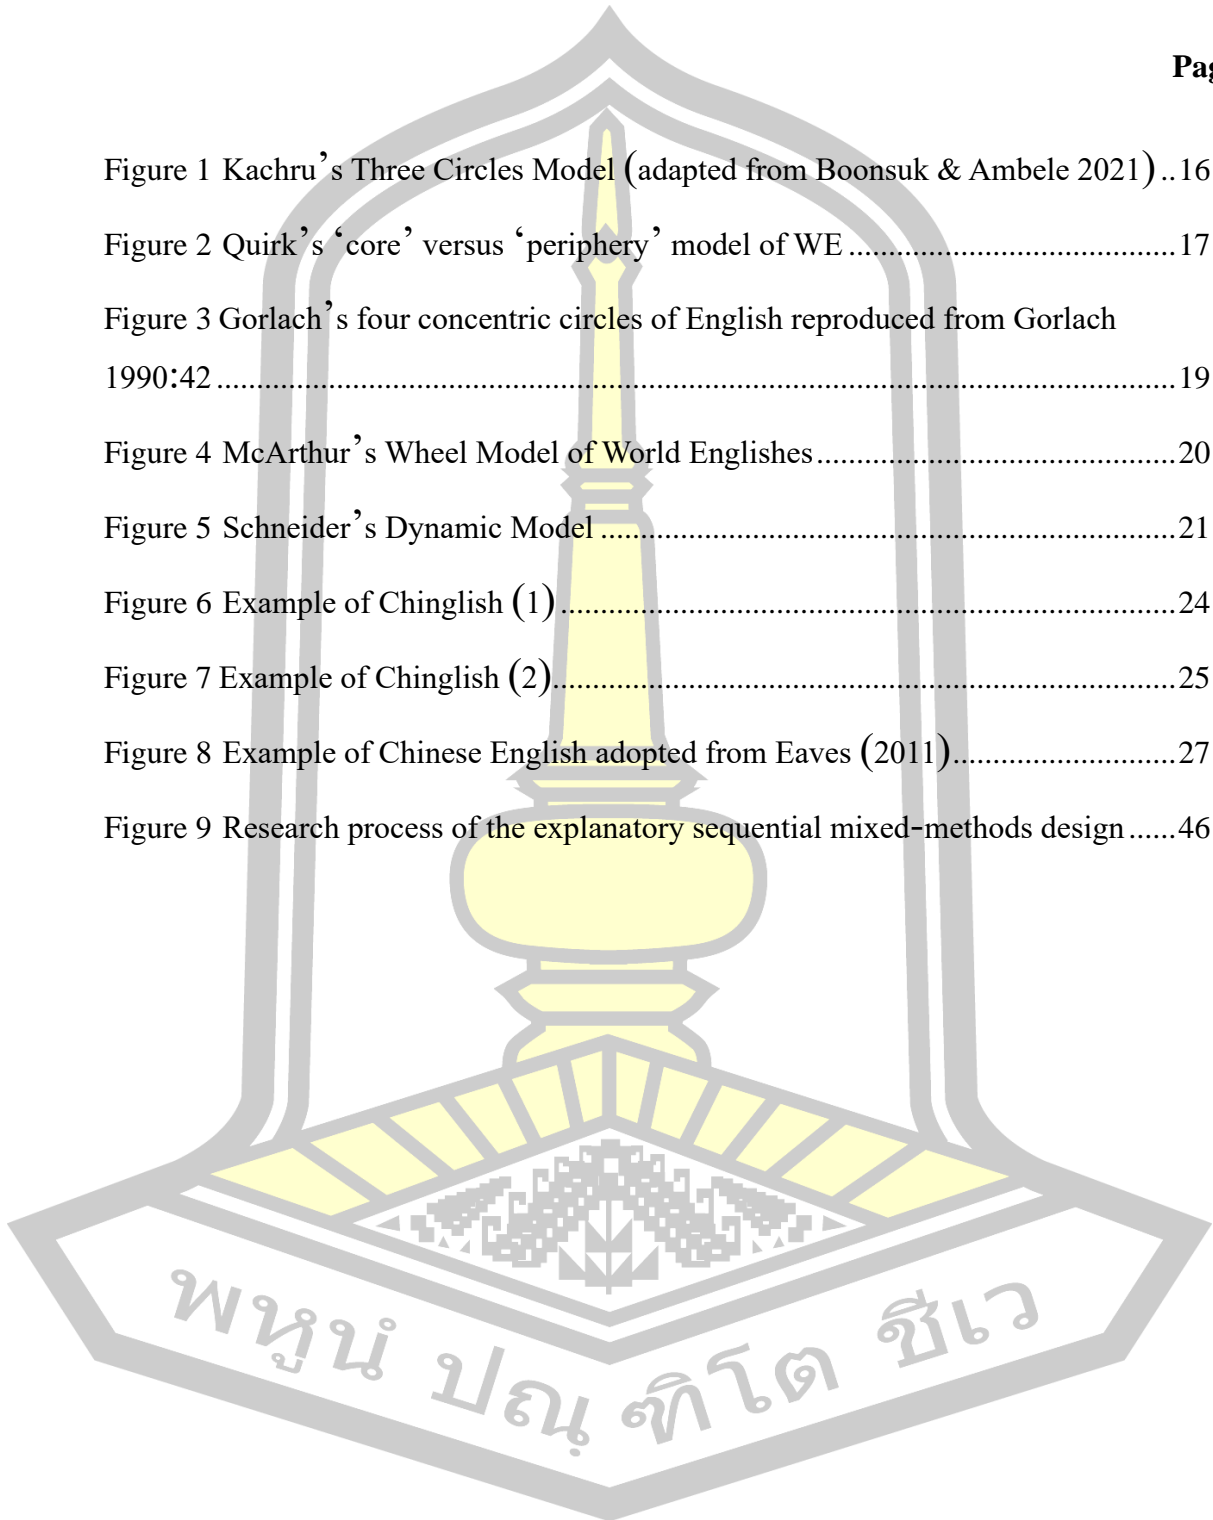 Pag
Figure 1 Kachru’s Three Circles Model (adapted from Boonsuk & Ambele 2021) ..16
Figure 2 Quirk’s ‘core’ versus ‘periphery’ model of WE .......................................17
Figure 3 Gorlach’s four concentric circles of English reproduced from Gorlach
1990:42 ...................................................................................................................19
Figure 4 McArthur’s Wheel Model of World Englishes ...........................................20
Figure 5 Schneider’s Dynamic Model .....................................................................21
Figure 6 Example of Chinglish (1) ..........................................................................24
Figure 7 Example of Chinglish (2)...........................................................................25
Figure 8 Example of Chinese English adopted from Eaves (2011)...........................27
Figure 9 Research process of the explanatory sequential mixed-methods design ......46
พหูนํ ปณฺฑิโต ชีเว